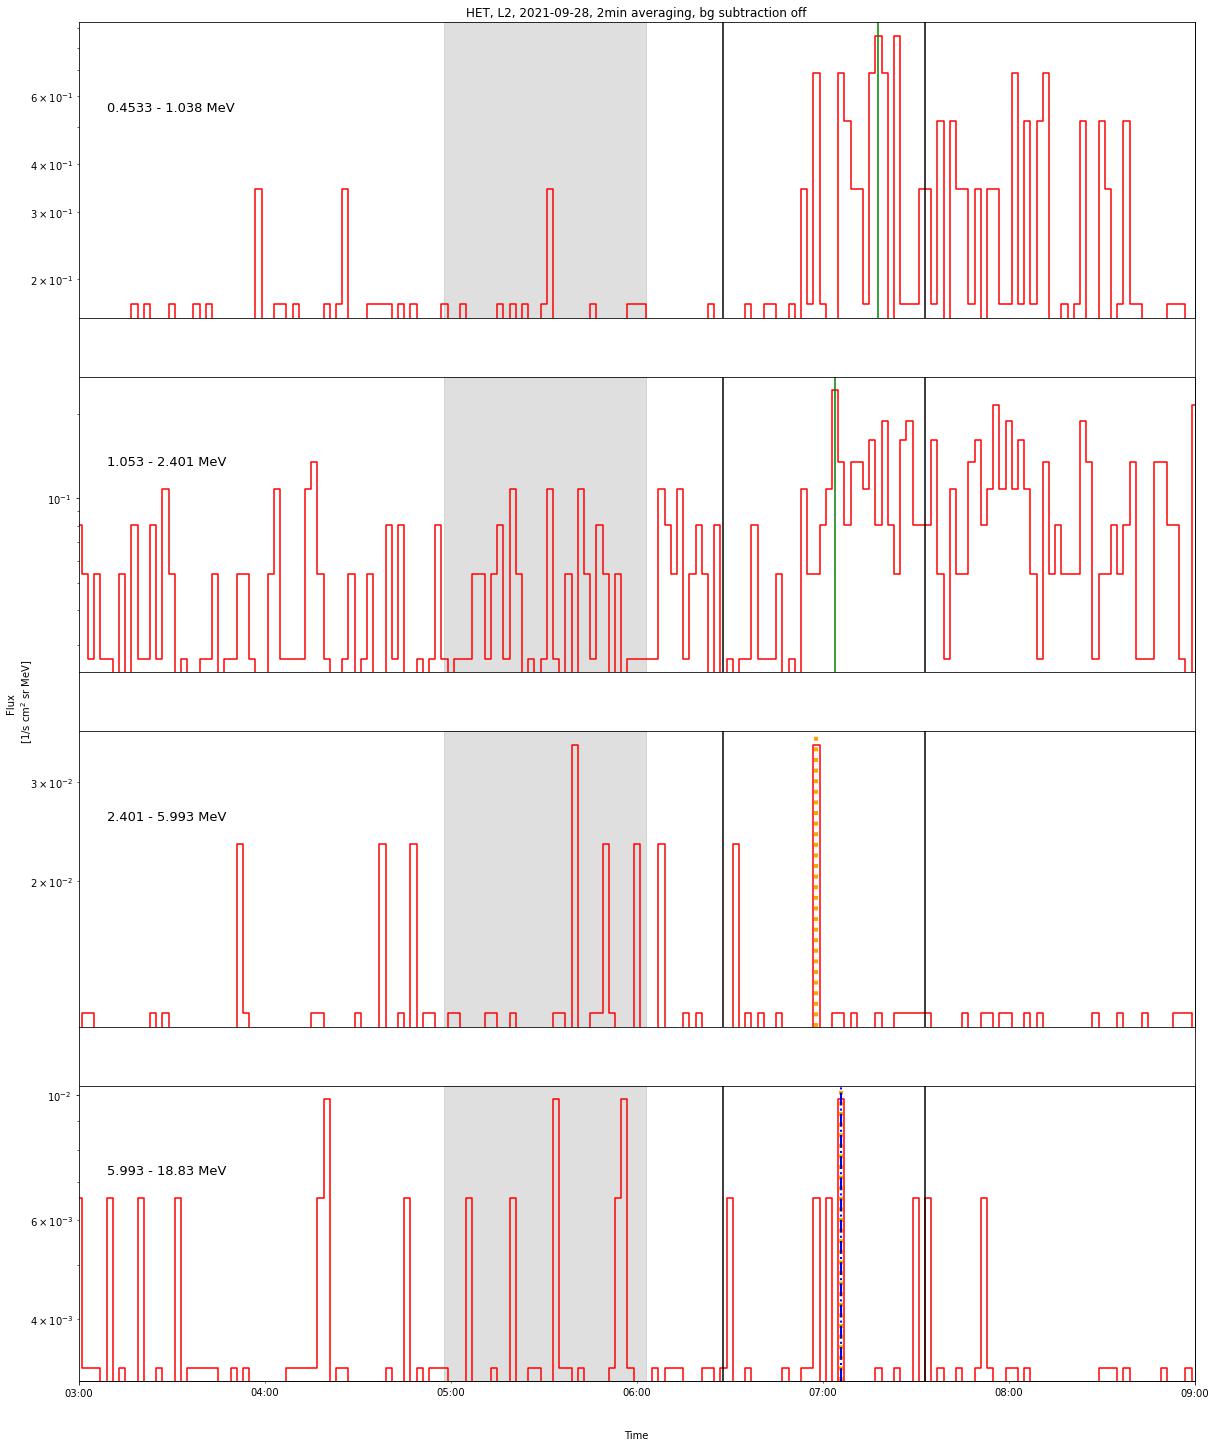 HET, L2, 2021-09-28, 2min averaging, bg subtraction off
0.4533 - 1.038 MeV
6 × 10⁻¹
4 × 10⁻¹
3 × 10⁻¹
2 × 10⁻¹
1.053 - 2.401 MeV
10⁻¹
Flux
[1/s cm² sr MeV]
2.401 - 5.993 MeV
3 × 10⁻²
2 × 10⁻²
5.993 - 18.83 MeV
10⁻²
6 × 10⁻³
4 × 10⁻³
03:00 04:00 05:00 06:00 07:00 08:00 09:00
Time